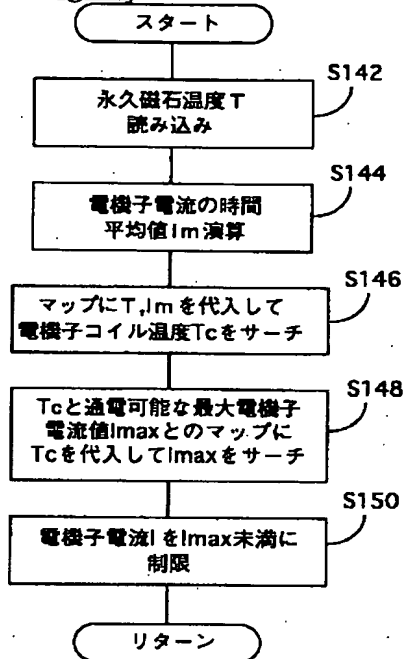 スタート
S142
永久磁石温度T
読み込み
S144
電機子電流の時間
平均値Im演算
S146
マップにT,Imを代入して
電機子コイル温度Tcをサーチ
S148
Tcと通電可能な最大電機子
電流値Imaxとのマップに
Tcを代入してImaxをサーチ
S150
電機子電流IをImax未満に
制限
リターン